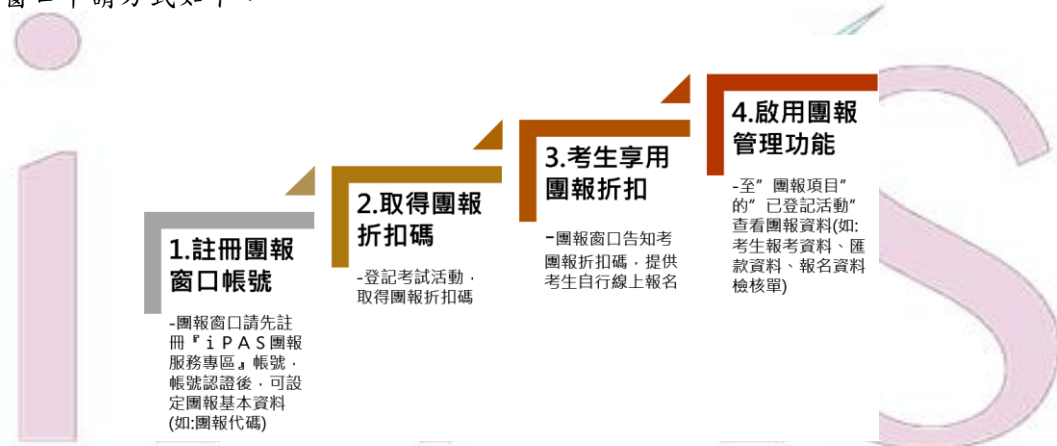 窗口申請方式如下：
1.註冊團報
窗口帳號
-團報窗口請先註
冊『ｉＰＡＳ團報
服務專區』帳號，
帳號認證後，可設
定團報基本資料
(如:團報代碼)
2.取得團報
折扣碼
-登記考試活動，
取得團報折扣碼
3.考生享用
團報折扣
-團報窗口告知考
團報折扣碼，提供
考生自行線上報名
4.啟用團報
管理功能
-至”團報項目”
的”已登記活動”
查看團報資料(如:
考生報考資料、匯
款資料、報名資料
檢核單)
iPAS